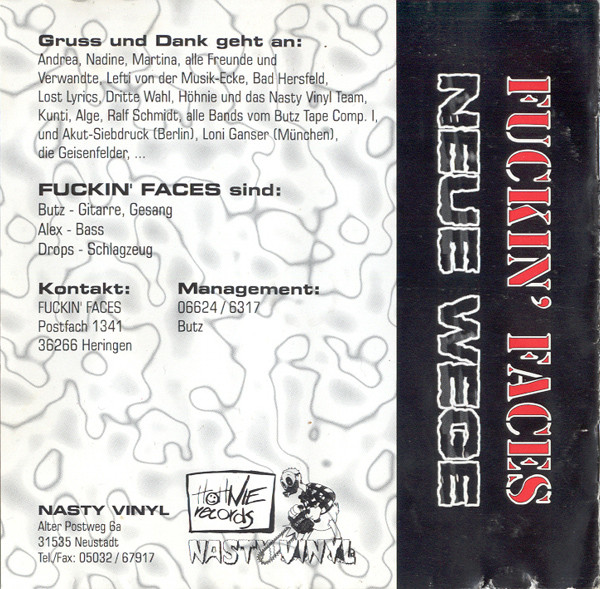 Gruss und Dank geht an:
Andrea, Nadine, Martina, alle Freunde und
Verwandte, Lefti von der Musik-Ecke, Bad Hersfeld,
Lost Lyrics, Dritte Wahl, Höhnie und das Nasty Vinyl Team,
Kunti, Alge, Ralf Schmidt, alle Bands vom Butz Tape Comp. I,
und Akut-Siebdruck (Berlin), Loni Ganser (München),
die Geisenfelder, ...
FUCKIN' FACES sind:
Butz - Gitarre, Gesang
Alex - Bass
Drops - Schlagzeug
Kontakt:
FUCKIN' FACES
Postfach 1341
36266 Heringen
Management:
06624 / 6317
Butz
NASTY VINYL
Alter Postweg 6a
31535 Neustadt
Tel./Fax: 05032 / 67917
HÖHNIE
records
NASTY VINYL
FUCKIN' FACES
NEUE WEGE